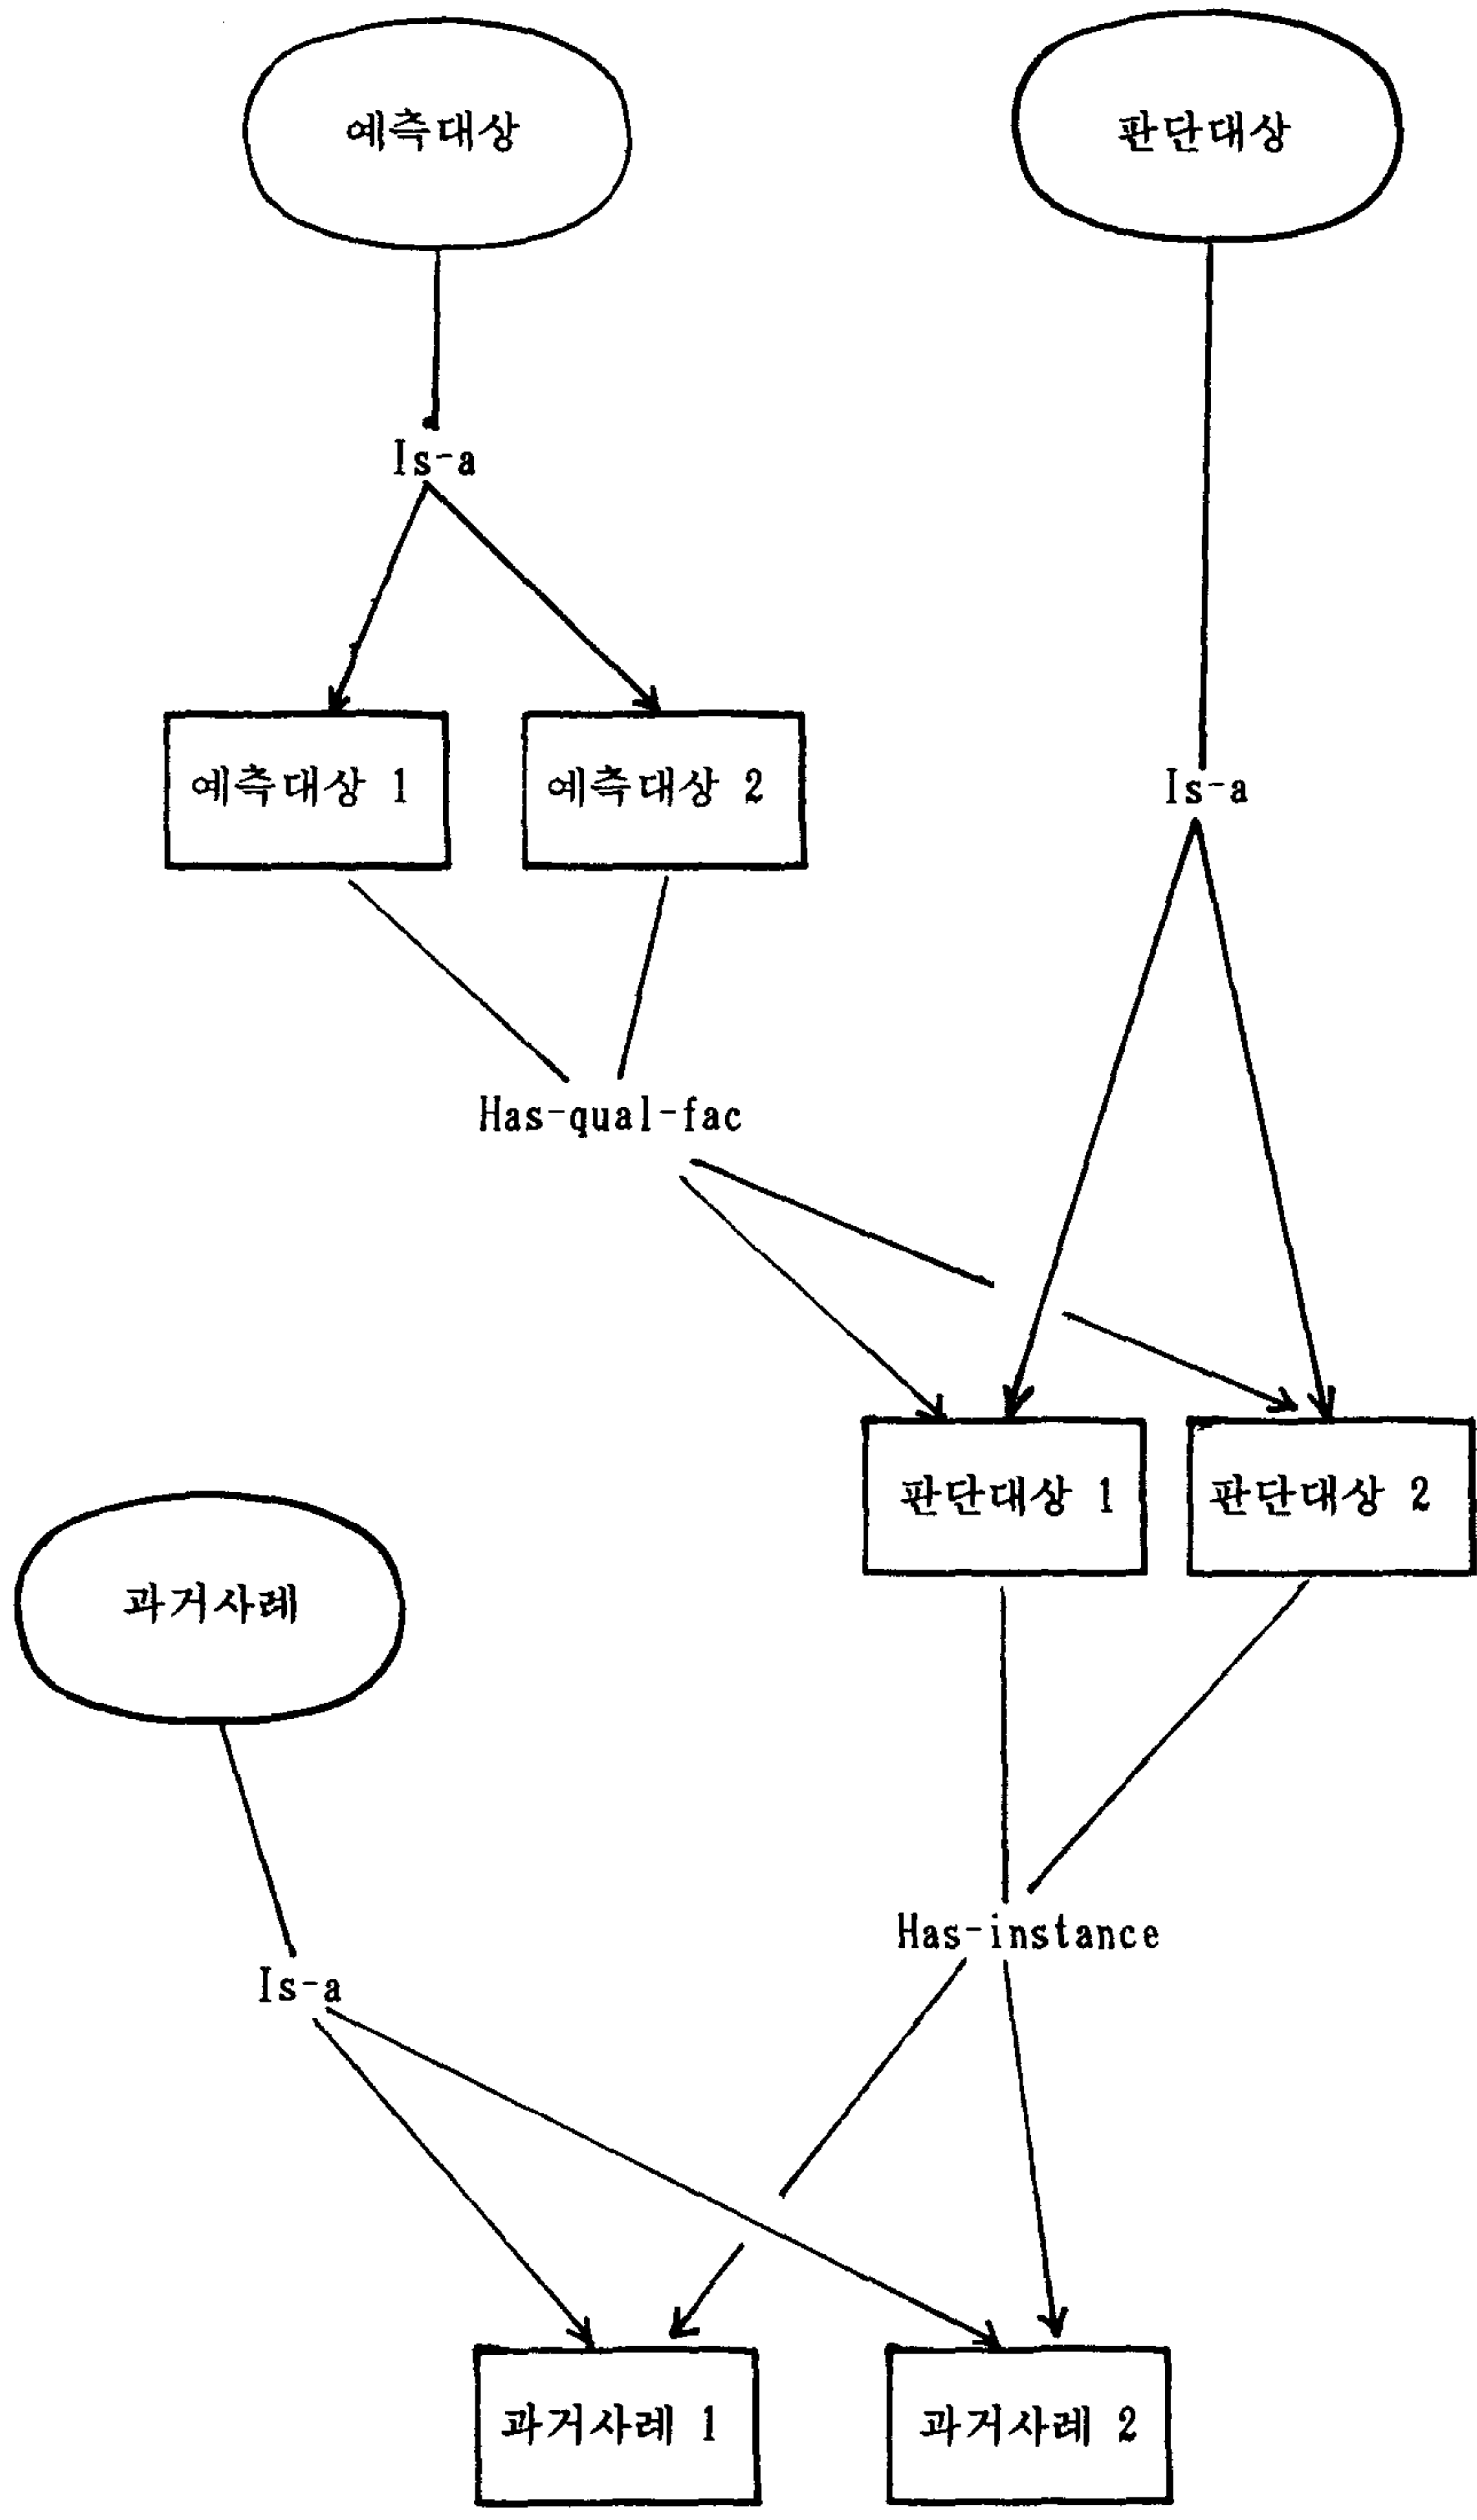 예측대상
판단대상
Is-a
예측대상 1
예측대상 2
Is-a
Has-qual-fac
판단대상 1
판단대상 2
과거사례
Has-instance
Is-a
과거사례 1
과거사례 2